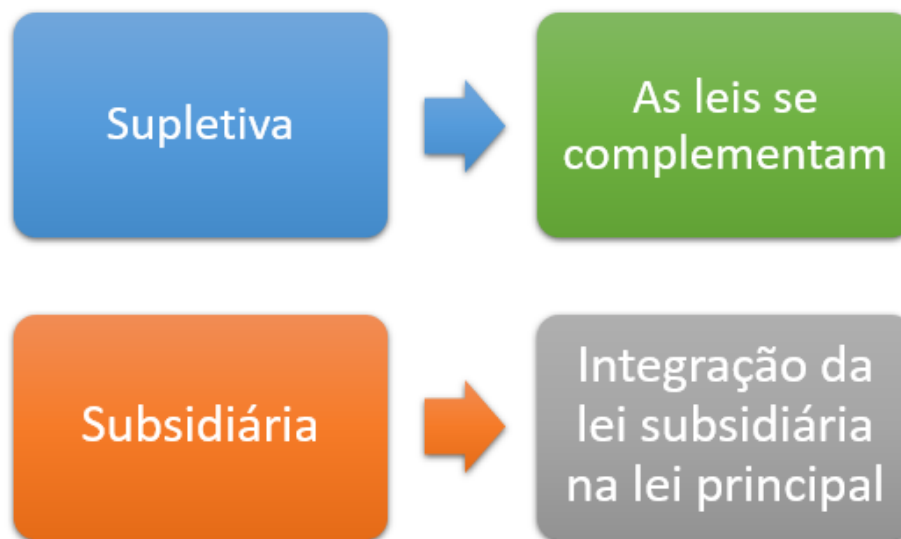 Supletiva
As leis se
complementam
Subsidiária
Integração da
lei subsidiária
na lei principal